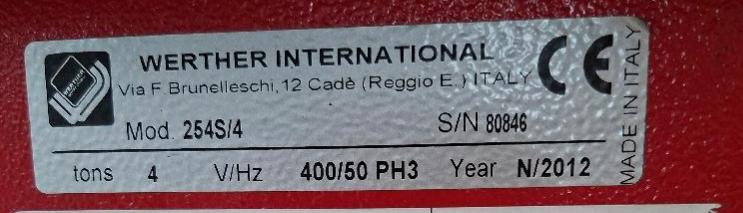 WERTHER
WERTHER INTERNATIONAL
Via F. Brunelleschi, 12 Cadè (Reggio E.) ITALY
CE
Mod. 254S/4 S/N 80846
tons 4 V/Hz 400/50 PH3 Year N/2012
MADE IN ITALY